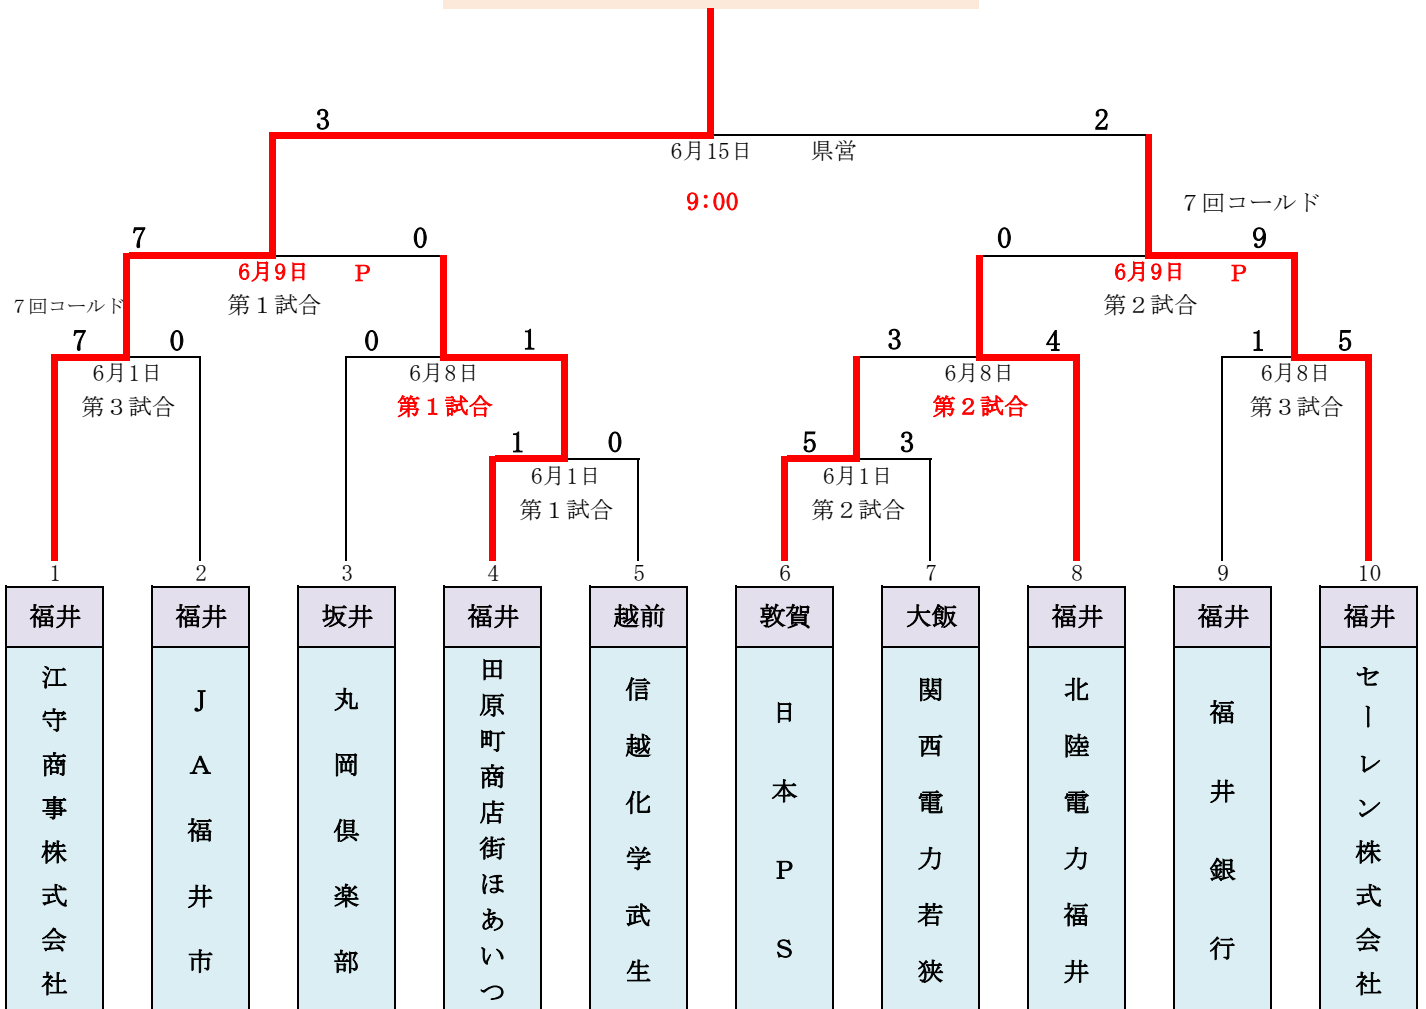 3 2
6月15日 県営
9:00
７回コールド
7 0 0 9
6月9日 P 6月9日 P
第１試合 第２試合
７回コールド
7 0 0 1 3 4 1 5
6月1日 6月8日 6月8日 6月8日
第３試合 第１試合 第２試合 第３試合
1 0 5 3
6月1日 6月1日
第１試合 第２試合
1 2 3 4 5 6 7 8 9 10
福井 福井 坂井 福井 越前 敦賀 大飯 福井 福井 福井
江守商事株式会社
ＪＡ福井市
丸岡倶楽部
田原町商店街ほあいつ
信越化学武生
日本ＰＳ
関西電力若狭
北陸電力福井
福井銀行
セーレン株式会社